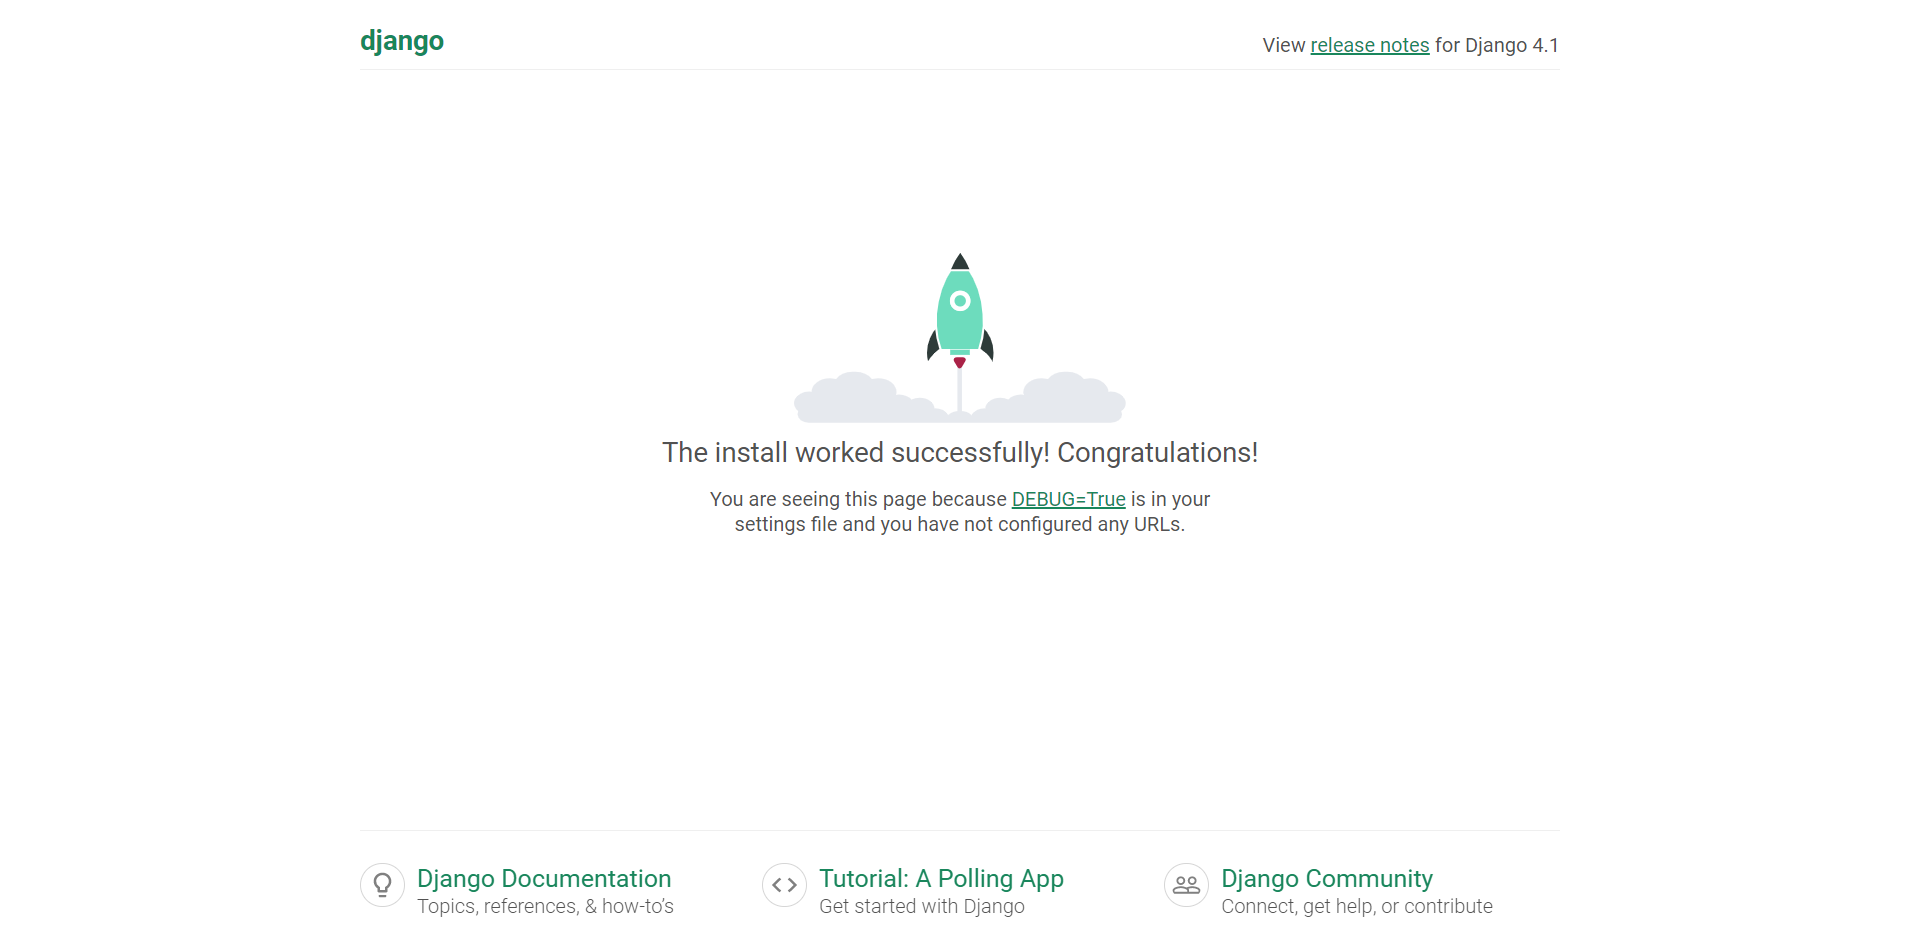 django
View release notes for Django 4.1
The install worked successfully! Congratulations!
You are seeing this page because DEBUG=True is in your
settings file and you have not configured any URLs.
Django Documentation
Topics, references, & how-to’s
Tutorial: A Polling App
Get started with Django
Django Community
Connect, get help, or contribute